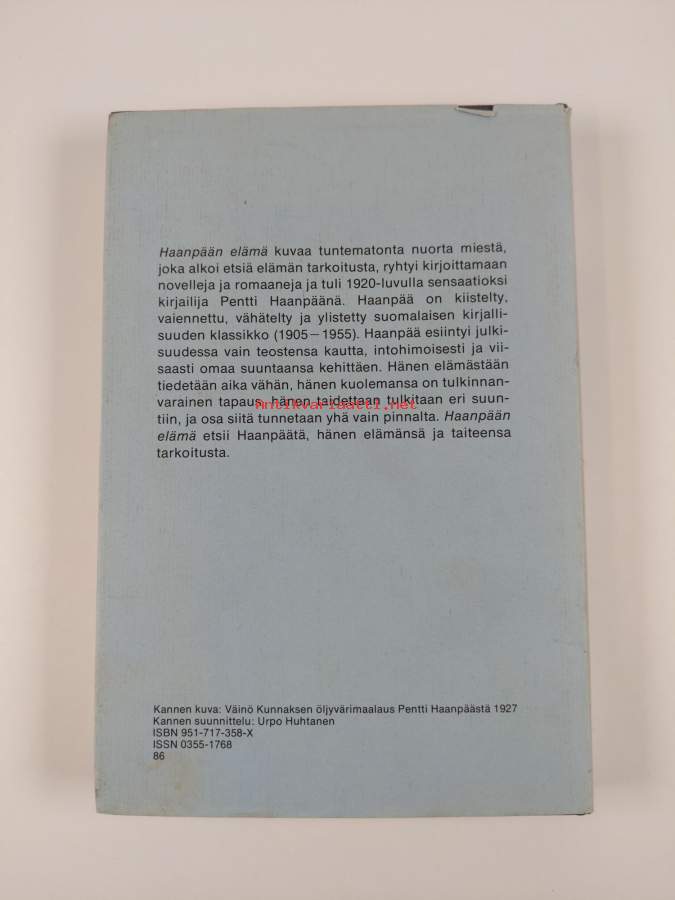 Haanpään elämä kuvaa tuntematonta nuorta miestä,
joka alkoi etsiä elämän tarkoitusta, ryhtyi kirjoittamaan
novelleja ja romaaneja ja tuli 1920-luvulla sensaatioksi
kirjailija Pentti Haanpäänä. Haanpää on kiistelty,
vaiennettu, vähätelty ja ylistetty suomalaisen kirjalli-
suuden klassikko (1905—1955). Haanpää esiintyi julki-
suudessa vain teostensa kautta, intohimoisesti ja vii-
saasti omaa suuntaansa kehittäen. Hänen elämästään
tiedetään aika vähän, hänen kuolemansa on tulkinnan-
varainen tapaus, hänen taidettaan tulkitaan eri suun-
Antikvariaatti.net
tiin, ja osa siitä tunnetaan yhä vain pinnalta. Haanpään
elämä etsii Haanpäätä, hänen elämänsä ja taiteensa
tarkoitusta.
Kannen kuva: Väinö Kunnaksen öljyvärimaalaus Pentti Haanpäästä 1927
Kannen suunnittelu: Urpo Huhtanen
ISBN 951-717-358-X
ISSN 0355-1768
86